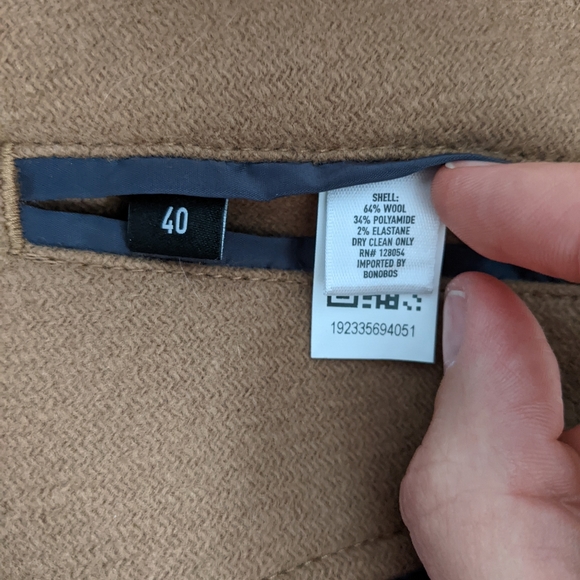 40
SHELL:
64% WOOL
34% POLYAMIDE
2% ELASTANE
DRY CLEAN ONLY
RN# 128054
IMPORTED BY
BONOBOS
192335694051